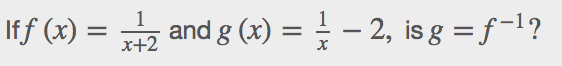 If f (x) = 1/(x+2) and g (x) = 1/x − 2, is g = f⁻¹?